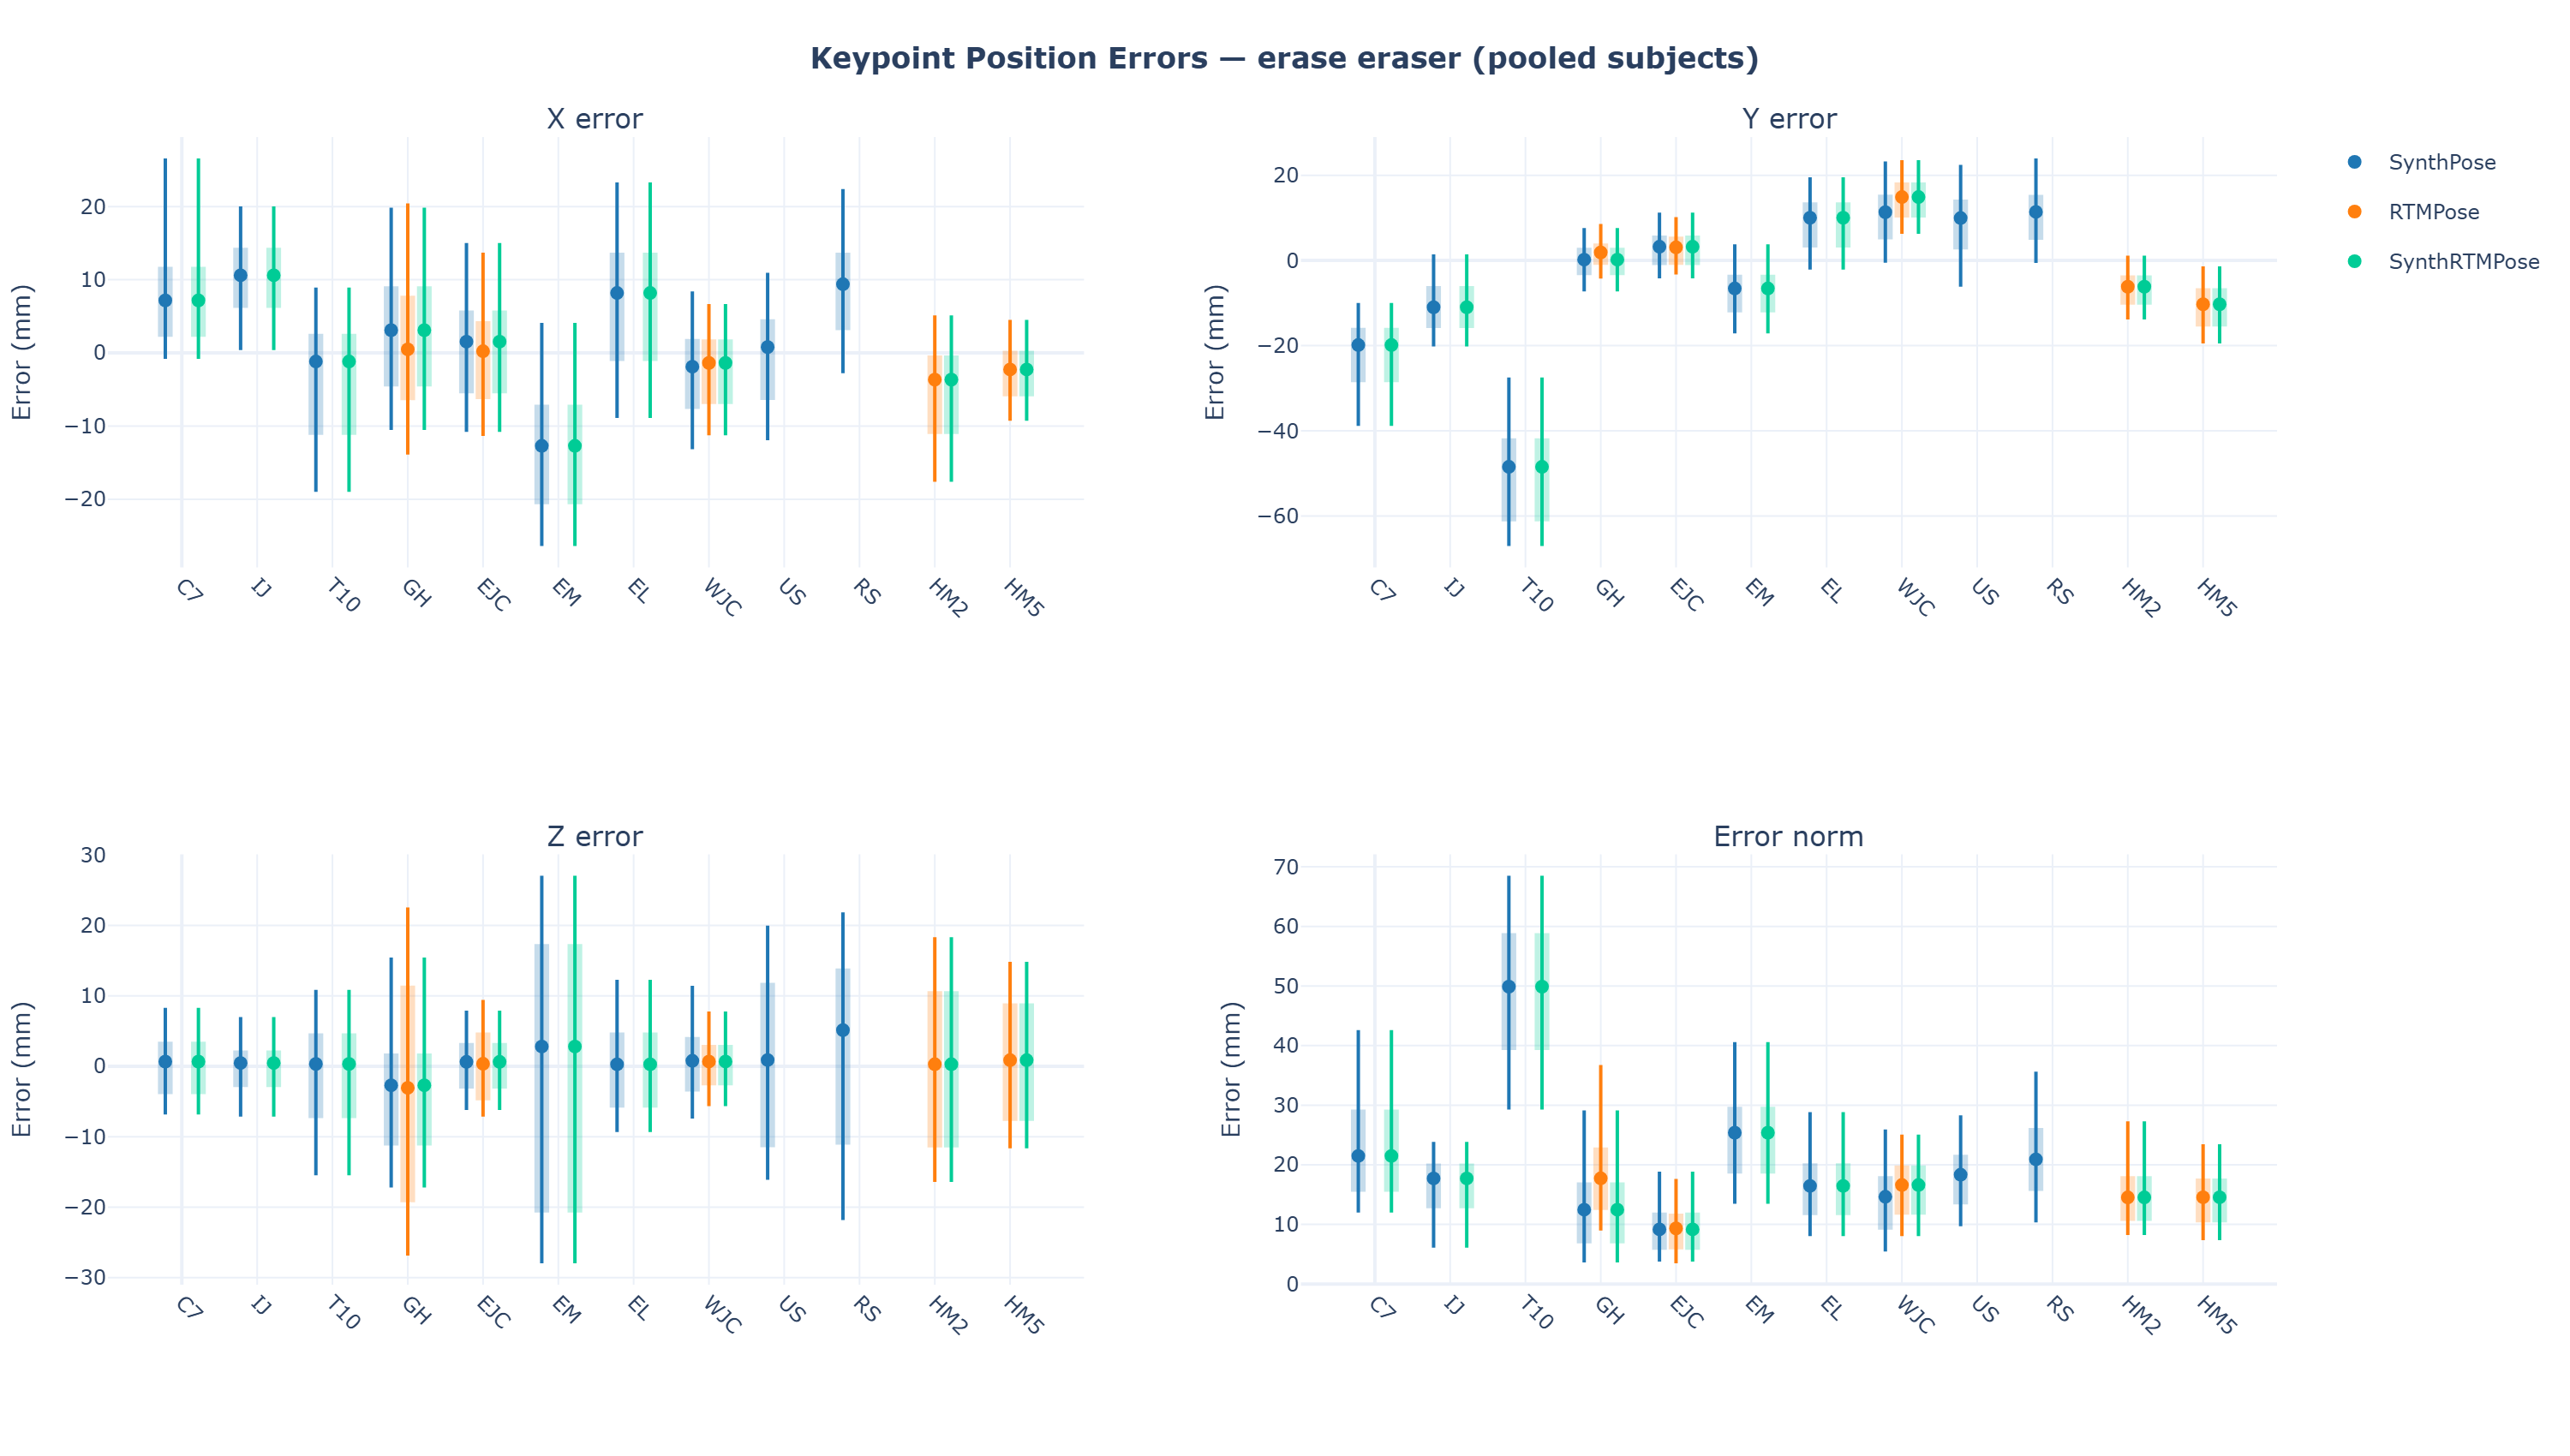 Keypoint Position Errors — erase eraser (pooled subjects)
X error
Error (mm)
20
10
0
−10
−20
C7 IJ T10 GH EJC EM EL WJC US RS HM2 HM5
Y error
Error (mm)
20
0
−20
−40
−60
C7 IJ T10 GH EJC EM EL WJC US RS HM2 HM5
SynthPose
RTMPose
SynthRTMPose
Z error
Error (mm)
30
20
10
0
−10
−20
−30
C7 IJ T10 GH EJC EM EL WJC US RS HM2 HM5
Error norm
Error (mm)
70
60
50
40
30
20
10
0
C7 IJ T10 GH EJC EM EL WJC US RS HM2 HM5